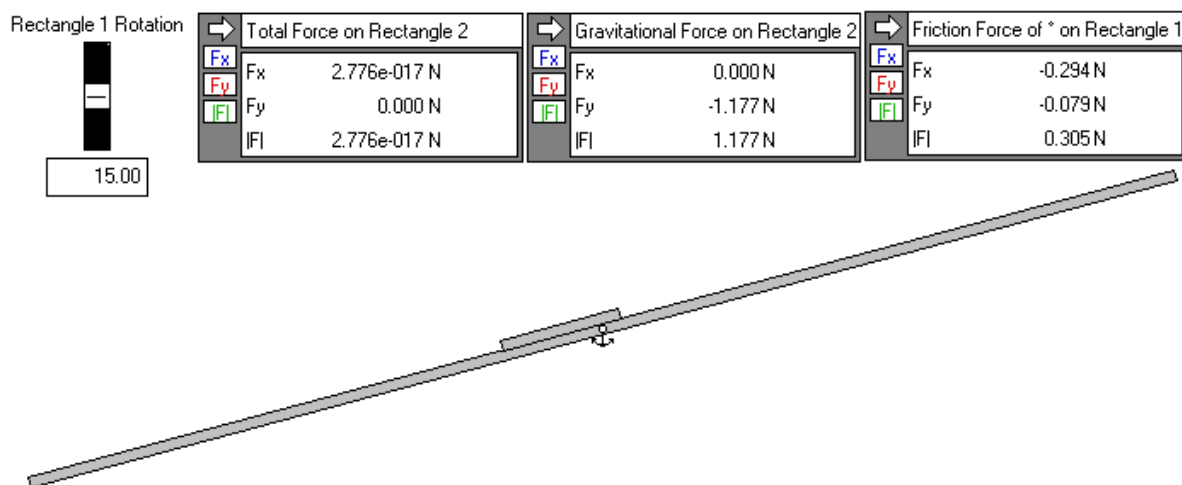 Rectangle 1 Rotation
15.00
Total Force on Rectangle 2
Fx
Fy
|F|
Fx 2.776e-017 N
Fy 0.000 N
|F| 2.776e-017 N
Gravitational Force on Rectangle 2
Fx
Fy
|F|
Fx 0.000 N
Fy -1.177 N
|F| 1.177 N
Friction Force of * on Rectangle 1
Fx
Fy
|F|
Fx -0.294 N
Fy -0.079 N
|F| 0.305 N